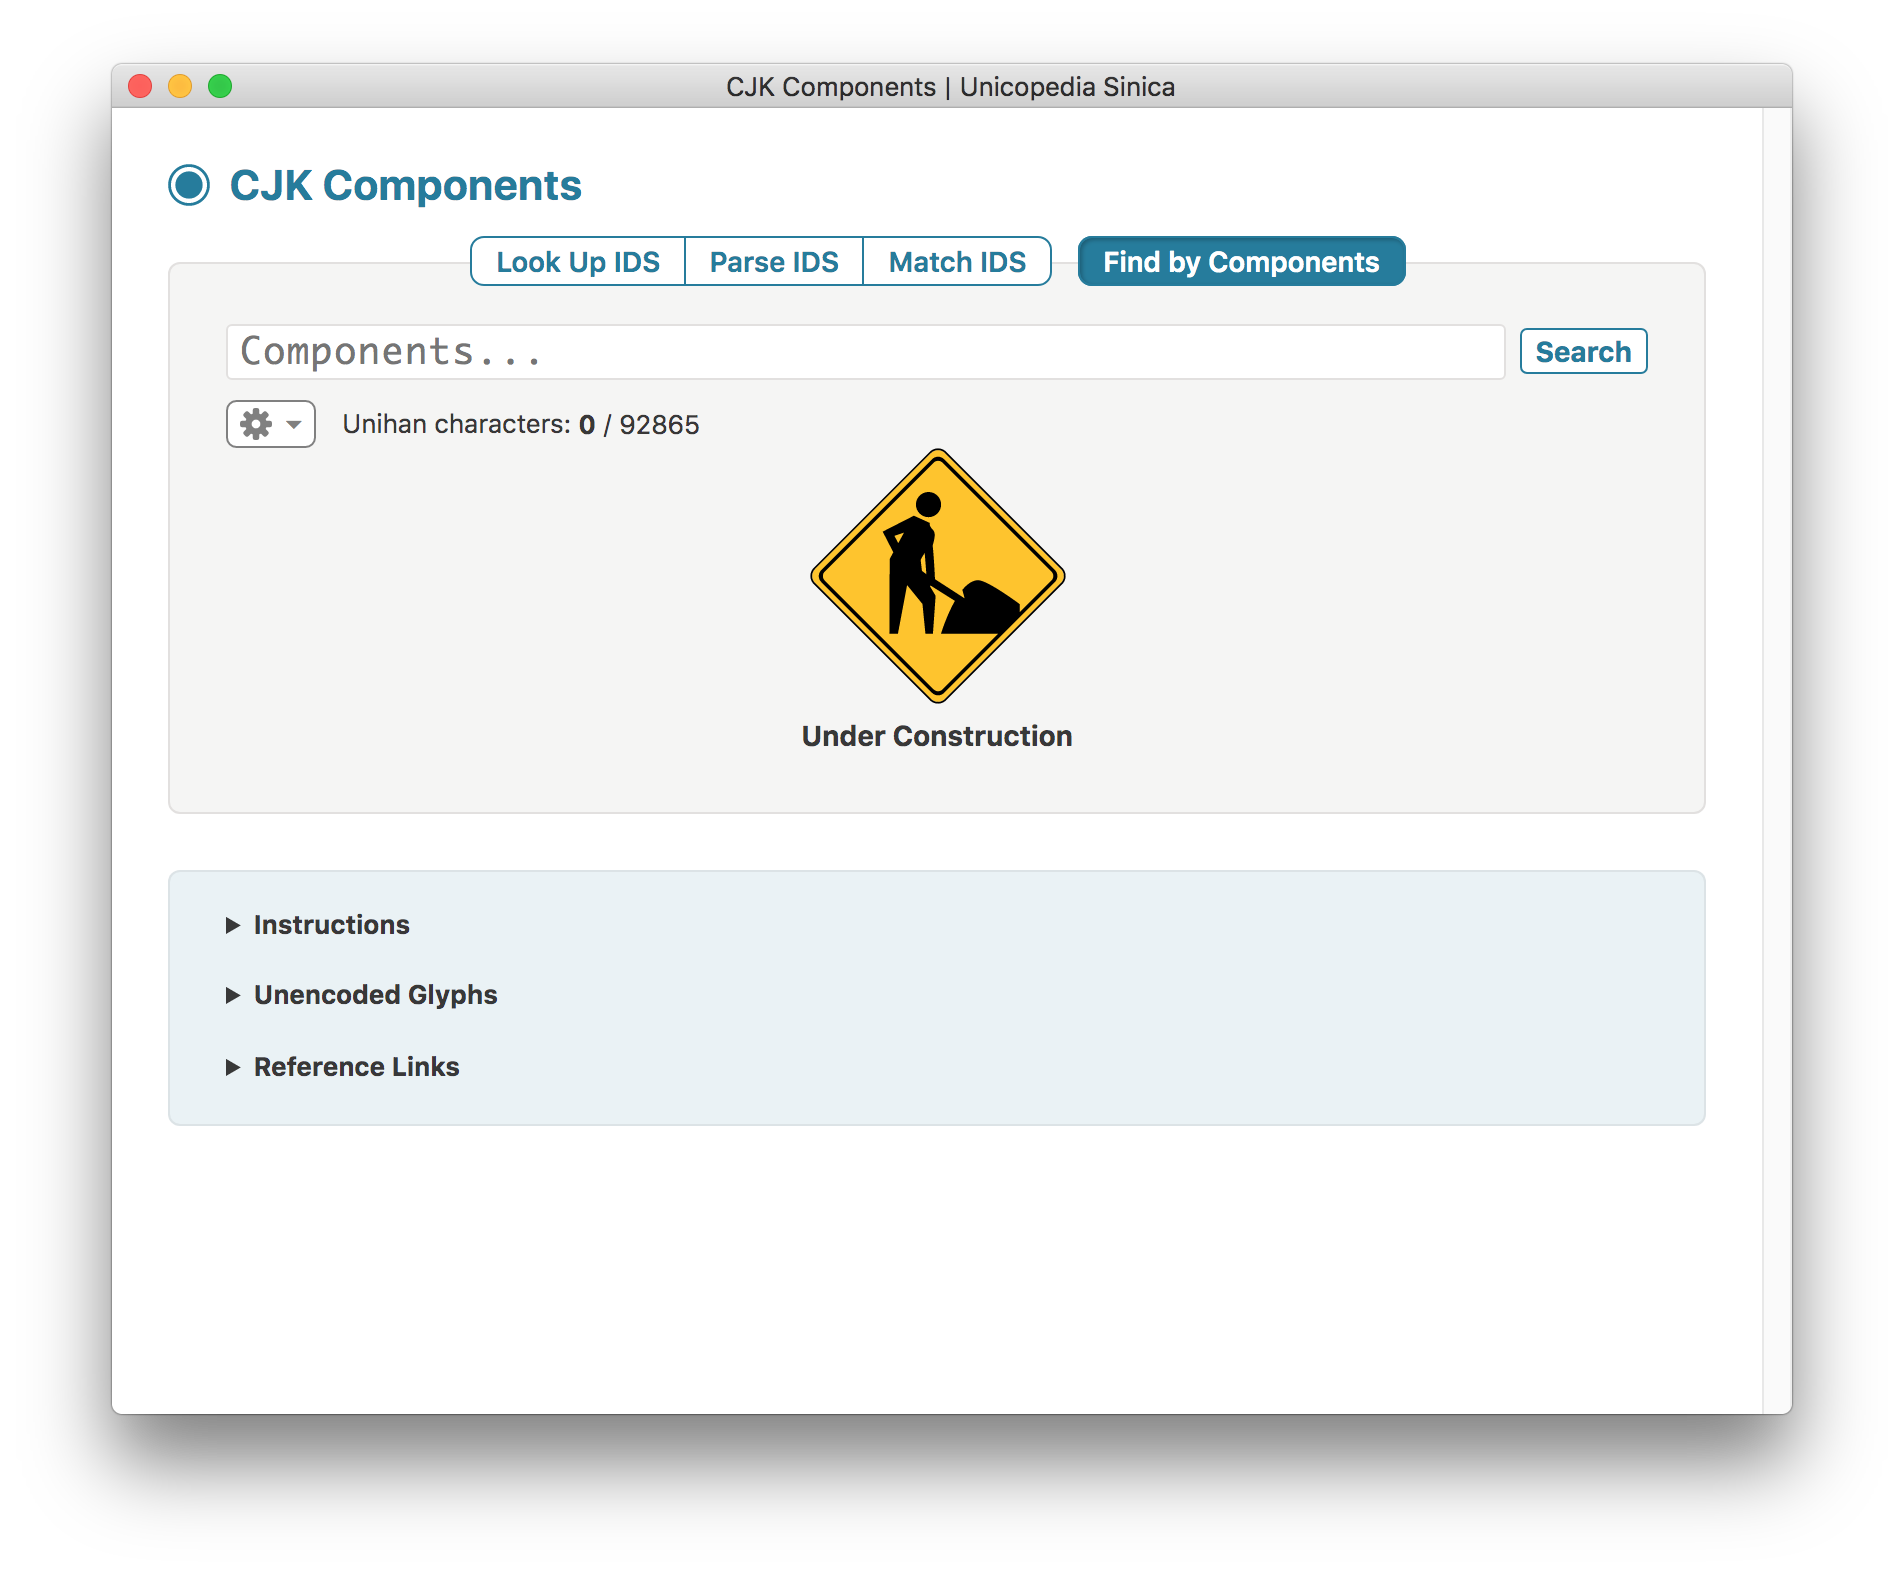 CJK Components | Unicopedia Sinica
CJK Components
Look Up IDS Parse IDS Match IDS Find by Components
Components... Search
Unihan characters: 0 / 92865
Under Construction
Instructions
Unencoded Glyphs
Reference Links